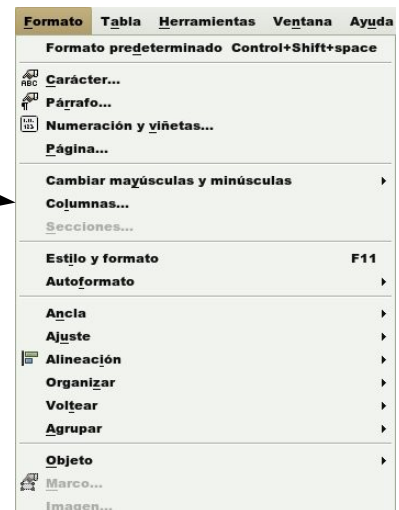 Formato Tabla Herramientas Ventana Ayuda
Formato predeterminado Control+Shift+space
ABC Carácter...
Párrafo...
Numeración y viñetas...
Página...
Cambiar mayúsculas y minúsculas
Columnas...
Secciones...
Estilo y formato F11
Autoformato
Ancla
Ajuste
Alineación
Organizar
Voltear
Agrupar
Objeto
Marco...
Imagen...